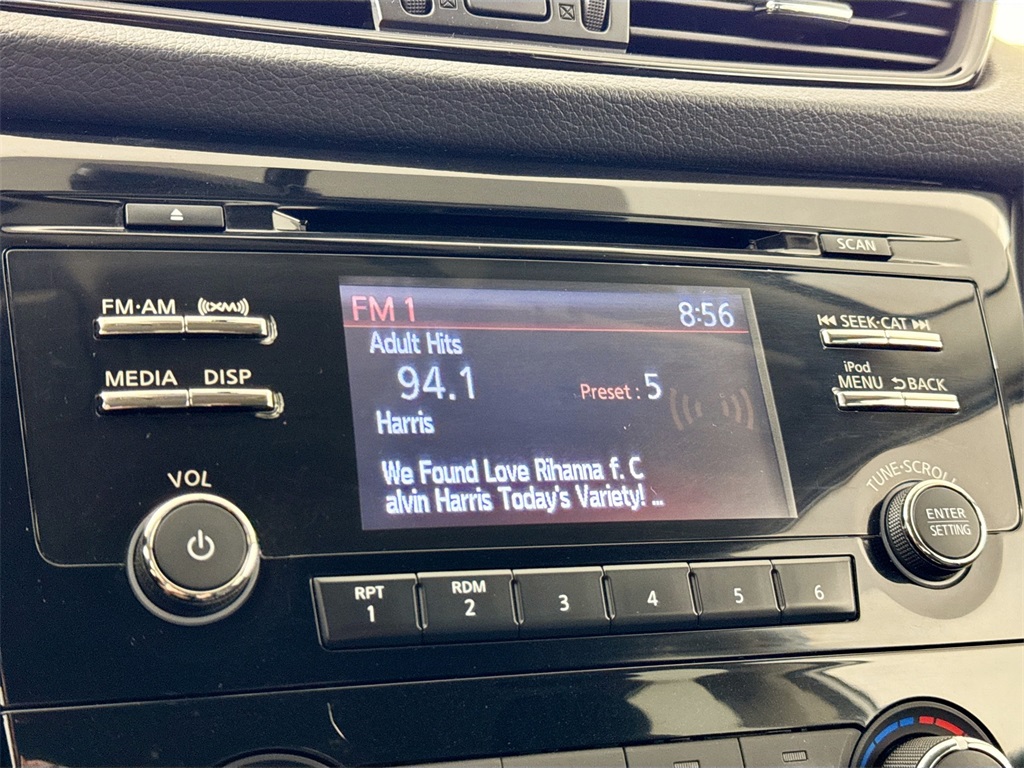 SCAN
FM·AM (((XM)))
MEDIA DISP
VOL
FM 1 8:56
Adult Hits
94.1 Preset : 5
Harris
We Found Love Rihanna f. C
alvin Harris Today's Variety! ...
SEEK·CAT
iPod
MENU BACK
TUNE·SCROLL
ENTER
SETTING
RPT RDM
1 2 3 4 5 6